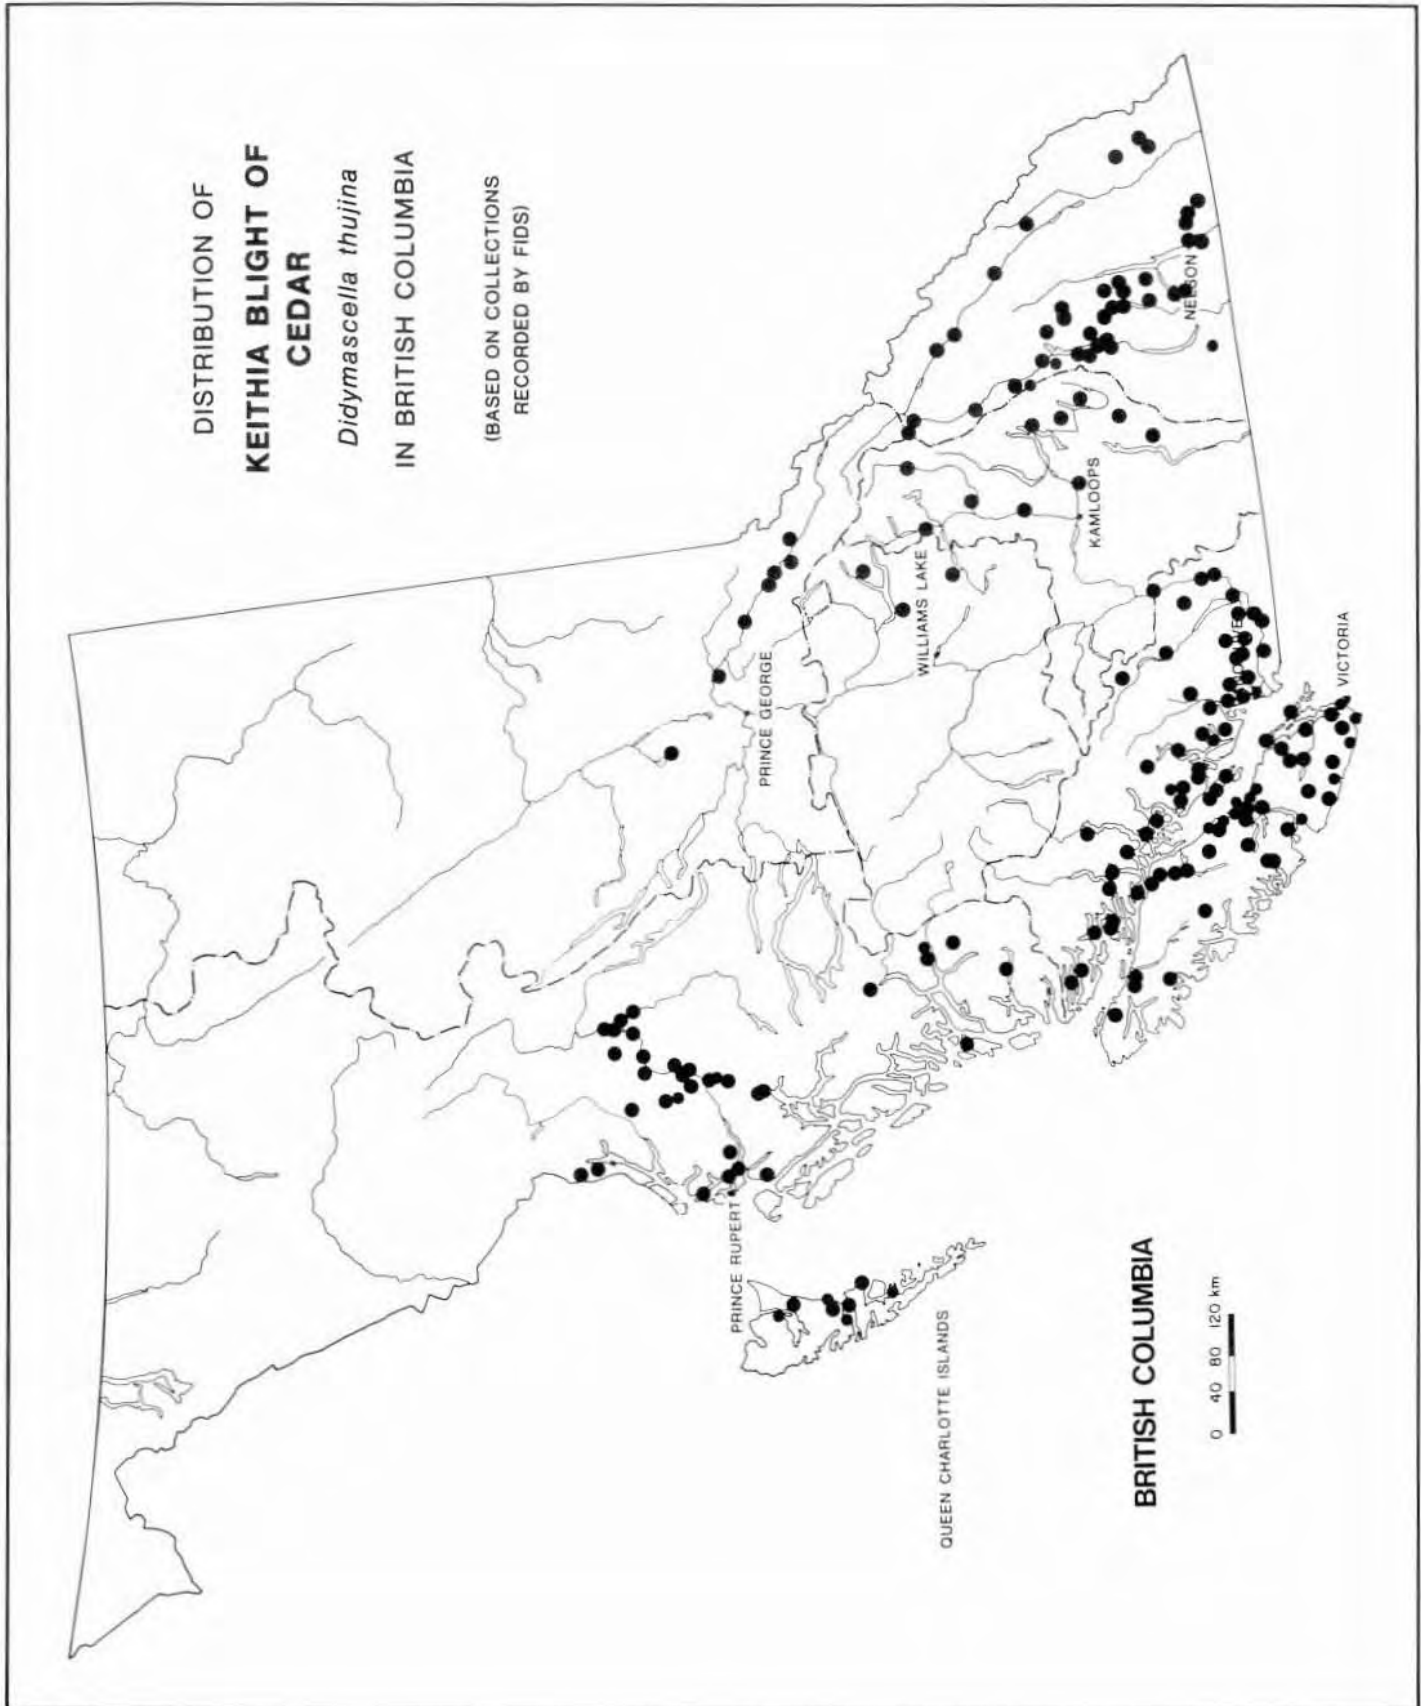 DISTRIBUTION OF
KEITHIA BLIGHT OF
CEDAR
Didymascella thujina
IN BRITISH COLUMBIA
(BASED ON COLLECTIONS
RECORDED BY FIDS)
PRINCE GEORGE
WILLIAMS LAKE
KAMLOOPS
NELSON
VICTORIA
PRINCE RUPERT
QUEEN CHARLOTTE ISLANDS
BRITISH COLUMBIA
0 40 80 120 km